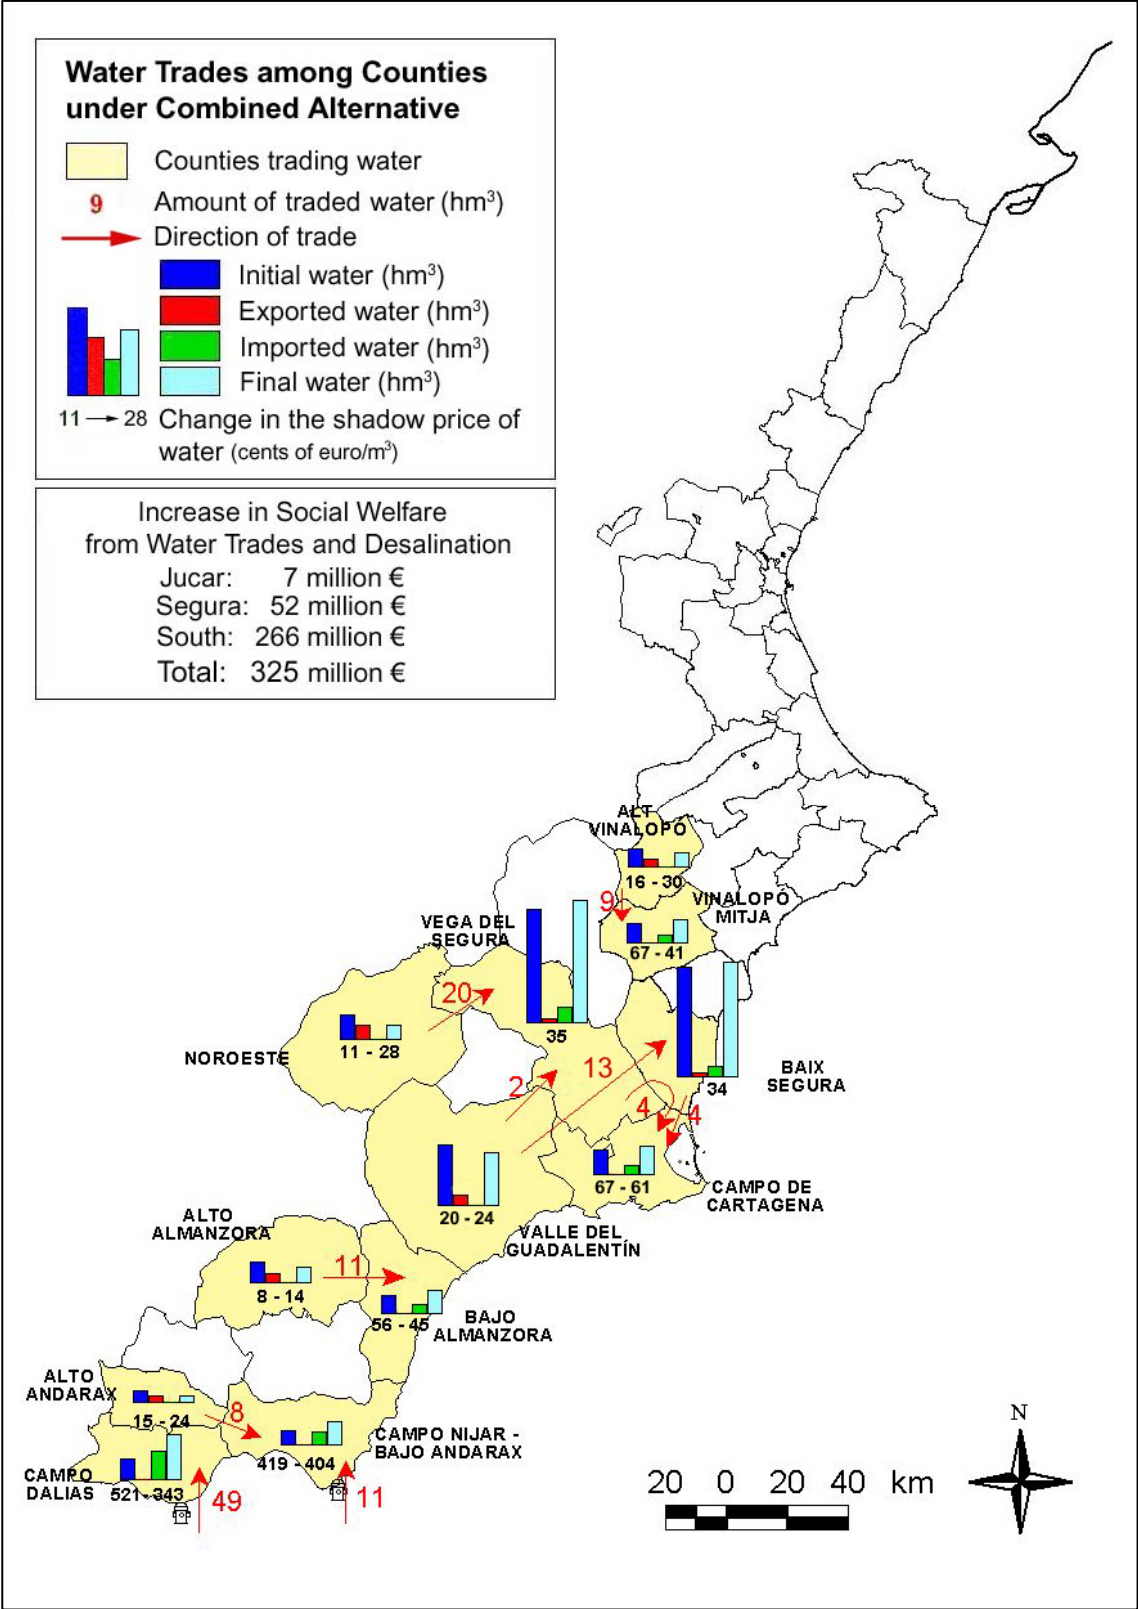 Water Trades among Counties
under Combined Alternative
Counties trading water
9 Amount of traded water (hm³)
Direction of trade
Initial water (hm³)
Exported water (hm³)
Imported water (hm³)
Final water (hm³)
11 → 28 Change in the shadow price of
water (cents of euro/m³)
Increase in Social Welfare
from Water Trades and Desalination
Jucar: 7 million €
Segura: 52 million €
South: 266 million €
Total: 325 million €
ALT
VINALOPÓ
16 - 30
9
VINALOPÓ
MITJA
67 - 41
VEGA DEL
SEGURA
20
35
NOROESTE
11 - 28
13
2
BAIX
SEGURA
34
4
4
67 - 61
CAMPO DE
CARTAGENA
20 - 24
VALLE DEL
GUADALENTÍN
ALTO
ALMANZORA
11
8 - 14
56 - 45
BAJO
ALMANZORA
ALTO
ANDARAX
15 - 24
8
CAMPO NIJAR -
BAJO ANDARAX
419 - 404
CAMPO
DALIAS
521 - 343
49
11
N
20 0 20 40 km